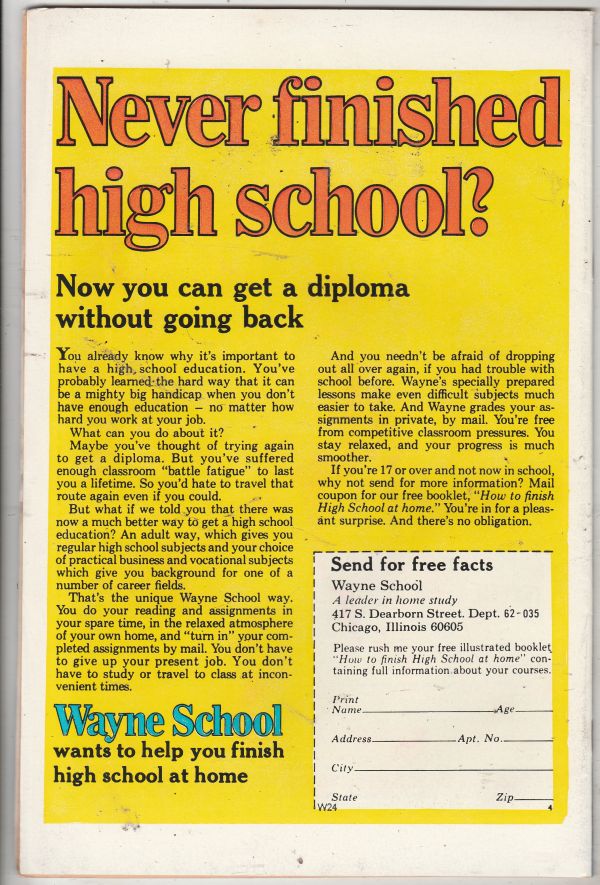 Never finished
high school?
Now you can get a diploma
without going back
You already know why it's important to
have a high school education. You've
probably learned the hard way that it can
be a mighty big handicap when you don't
have enough education – no matter how
hard you work at your job.
What can you do about it?
Maybe you've thought of trying again
to get a diploma. But you've suffered
enough classroom "battle fatigue" to last
you a lifetime. So you'd hate to travel that
route again even if you could.
But what if we told you that there was
now a much better way to get a high school
education? An adult way, which gives you
regular high school subjects and your choice
of practical business and vocational subjects
which give you background for one of a
number of career fields.
That's the unique Wayne School way.
You do your reading and assignments in
your spare time, in the relaxed atmosphere
of your own home, and "turn in" your com-
pleted assignments by mail. You don't have
to give up your present job. You don't
have to study or travel to class at incon-
venient times.
Wayne School
wants to help you finish
high school at home
And you needn't be afraid of dropping
out all over again, if you had trouble with
school before. Wayne's specially prepared
lessons make even difficult subjects much
easier to take. And Wayne grades your as-
signments in private, by mail. You're free
from competitive classroom pressures. You
stay relaxed, and your progress is much
smoother.
If you're 17 or over and not now in school,
why not send for more information? Mail
coupon for our free booklet, "How to finish
High School at home." You're in for a pleas-
ant surprise. And there's no obligation.
Send for free facts
Wayne School
A leader in home study
417 S. Dearborn Street. Dept. 62-035
Chicago, Illinois 60605
Please rush me your free illustrated booklet
"How to finish High School at home" con-
taining full information about your courses.
Print
Name Age
Address Apt. No.
City
State Zip
W24 4